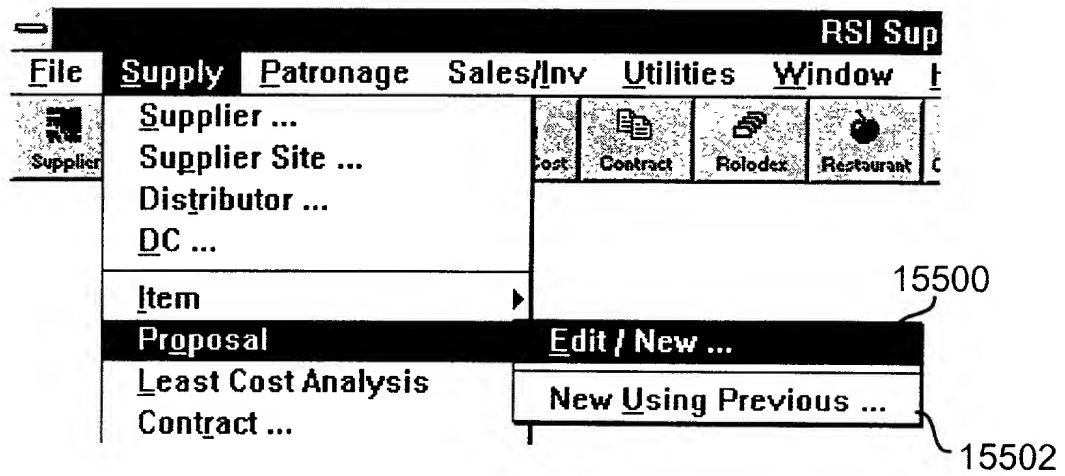 RSI Sup
File Supply Patronage Sales/Inv Utilities Window H
Supplier ...
Supplier Site ...
Distributor ...
DC ...
Supplier Cost Contract Rolodex Restaurant C
Item
15500
Proposal Edit / New ...
Least Cost Analysis
New Using Previous ...
Contract ...
15502